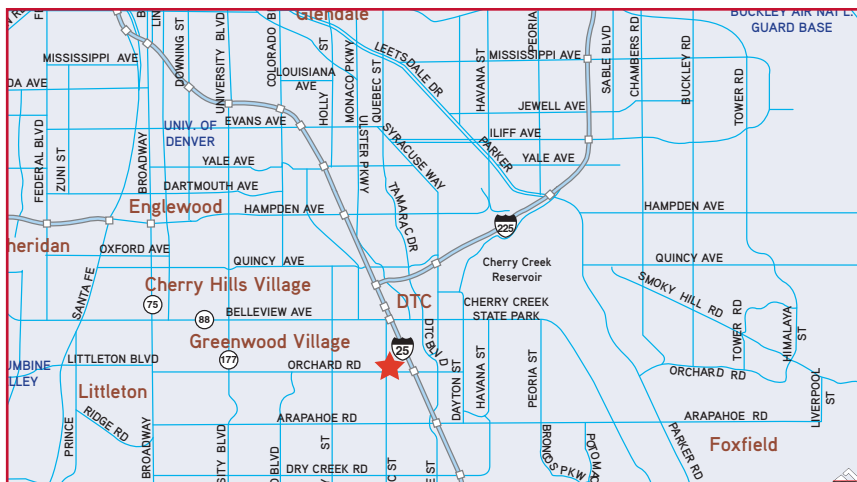 Glendale
BUCKLEY AIR NAT'L.
GUARD BASE
MISSISSIPPI AVE
DOWNING ST
UNIVERSITY BLVD
COLORADO B
LOUISIANA
AVE
HOLLY ST
MONACO PKWY
QUEBEC ST
LEETSDALE DR
HAVANA ST
PEORIA
MISSISSIPPI AVE
SABLE BLVD
CHAMBERS RD
BUCKLEY RD
TOWER RD
DA AVE
JEWELL AVE
UNIV. OF
DENVER
EVANS AVE
ILIFF AVE
FEDERAL BLVD
ZUNI ST
BROADWAY
YALE AVE
ULSTER PKWY
SYRACUSE WAY
PARKER
YALE AVE
DARTMOUTH AVE
TAMARAC DR
Englewood
HAMPDEN AVE
HAMPDEN AVE
225
heridan
OXFORD AVE
QUINCY AVE
Cherry Creek
Reservoir
QUINCY AVE
SANTA FE
Cherry Hills Village
75
DTC
CHERRY CREEK
STATE PARK
SMOKY HILL RD
88
BELLEVIEW AVE
DTC BLVD
TOWER RD
HIMALAYA
ST
Greenwood Village
25
UMBINE
LLEY
LITTLETON BLVD
177
ORCHARD RD
DAYTON ST
HAVANA ST
PEORIA ST
ORCHARD RD
Littleton
LIVERPOOL
ST
RIDGE RD
ARAPAHOE RD
ARAPAHOE RD
PRINCE
BROADWAY
SITY BLVD
O BLVD
ST
DRY CREEK RD
C ST
E ST
BRONCOS PKW
POTOMAC
PARKER RD
Foxfield